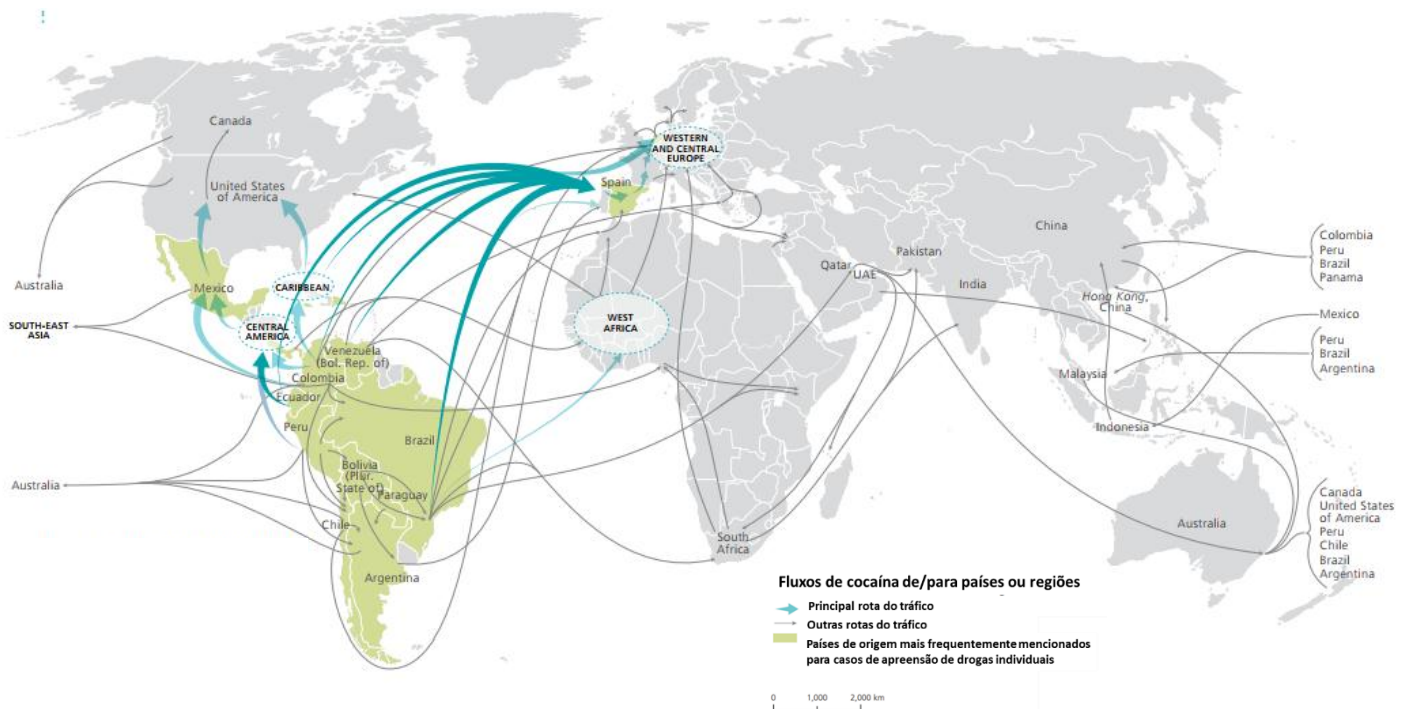 Canada
United States
of America
Mexico
CARIBBEAN
CENTRAL
AMERICA
Australia
SOUTH-EAST
ASIA
Australia
Venezuela
(Bol. Rep. of)
Colombia
Ecuador
Peru
Brazil
Bolivia
(Plur.
State of)
Paraguay
Chile
Argentina
WESTERN
AND CENTRAL
EUROPE
Spain
WEST
AFRICA
South
Africa
Qatar
UAE
Pakistan
India
China
Hong Kong,
China
Malaysia
Indonesia
Australia
Colombia
Peru
Brazil
Panama
Mexico
Peru
Brazil
Argentina
Canada
United States
of America
Peru
Chile
Brazil
Argentina
Fluxos de cocaína de/para países ou regiões
Principal rota do tráfico
Outras rotas do tráfico
Países de origem mais frequentemente mencionados
para casos de apreensão de drogas individuais
0 1,000 2,000 km